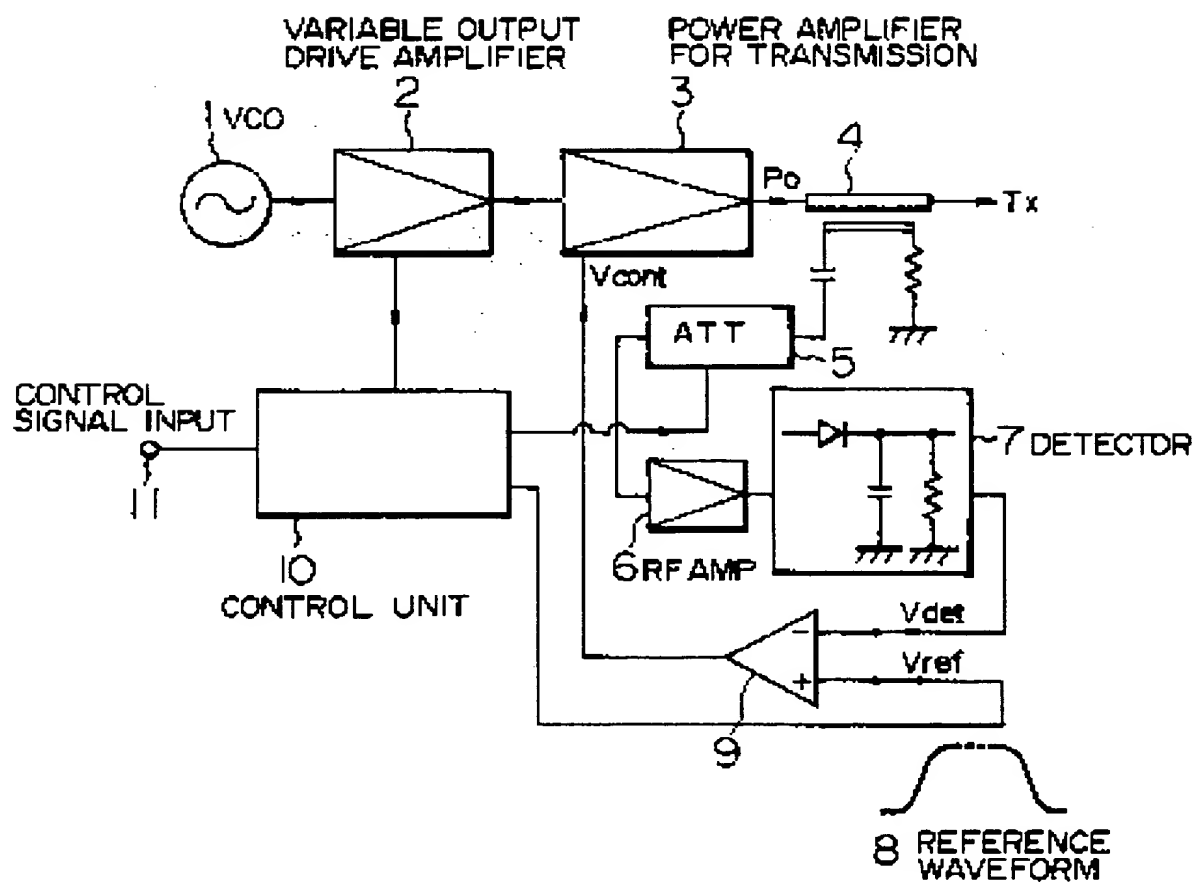 VARIABLE OUTPUT
DRIVE AMPLIFIER
POWER AMPLIFIER
FOR TRANSMISSION
1 VCO
2
3
4
Po
Tx
Vcont
ATT
5
CONTROL
SIGNAL INPUT
11
7 DETECTOR
6 RF AMP
10
CONTROL UNIT
Vdet
−
Vref
+
9
8 REFERENCE
WAVEFORM